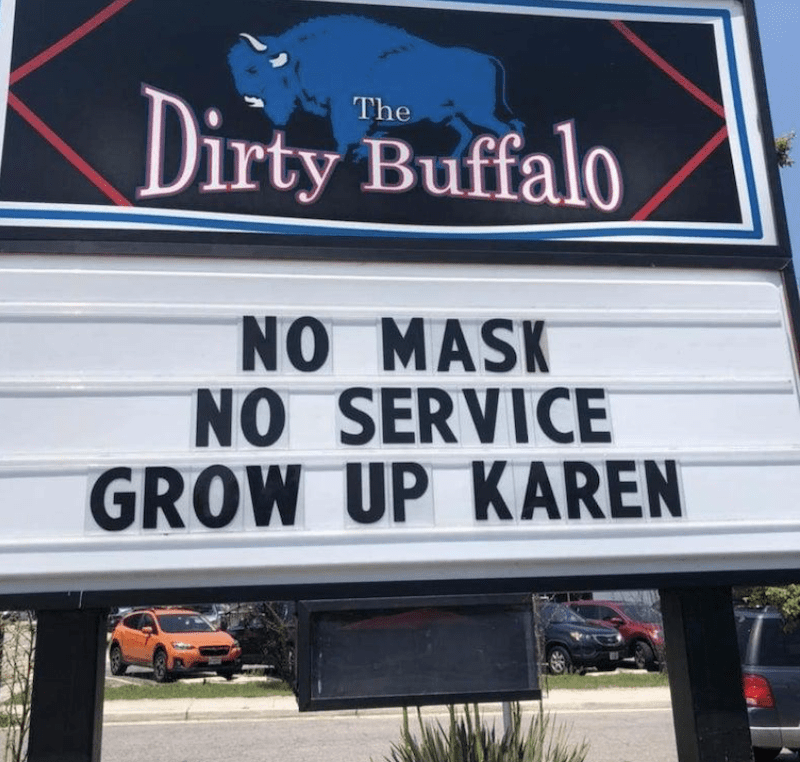 The
Dirty Buffalo
NO MASK
NO SERVICE
GROW UP KAREN